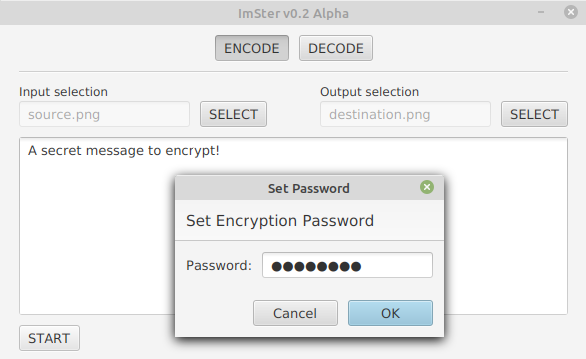 ImSter v0.2 Alpha
ENCODE DECODE
Input selection Output selection
source.png SELECT destination.png SELECT
A secret message to encrypt!
Set Password
Set Encryption Password
Password: ●●●●●●●●
Cancel OK
START